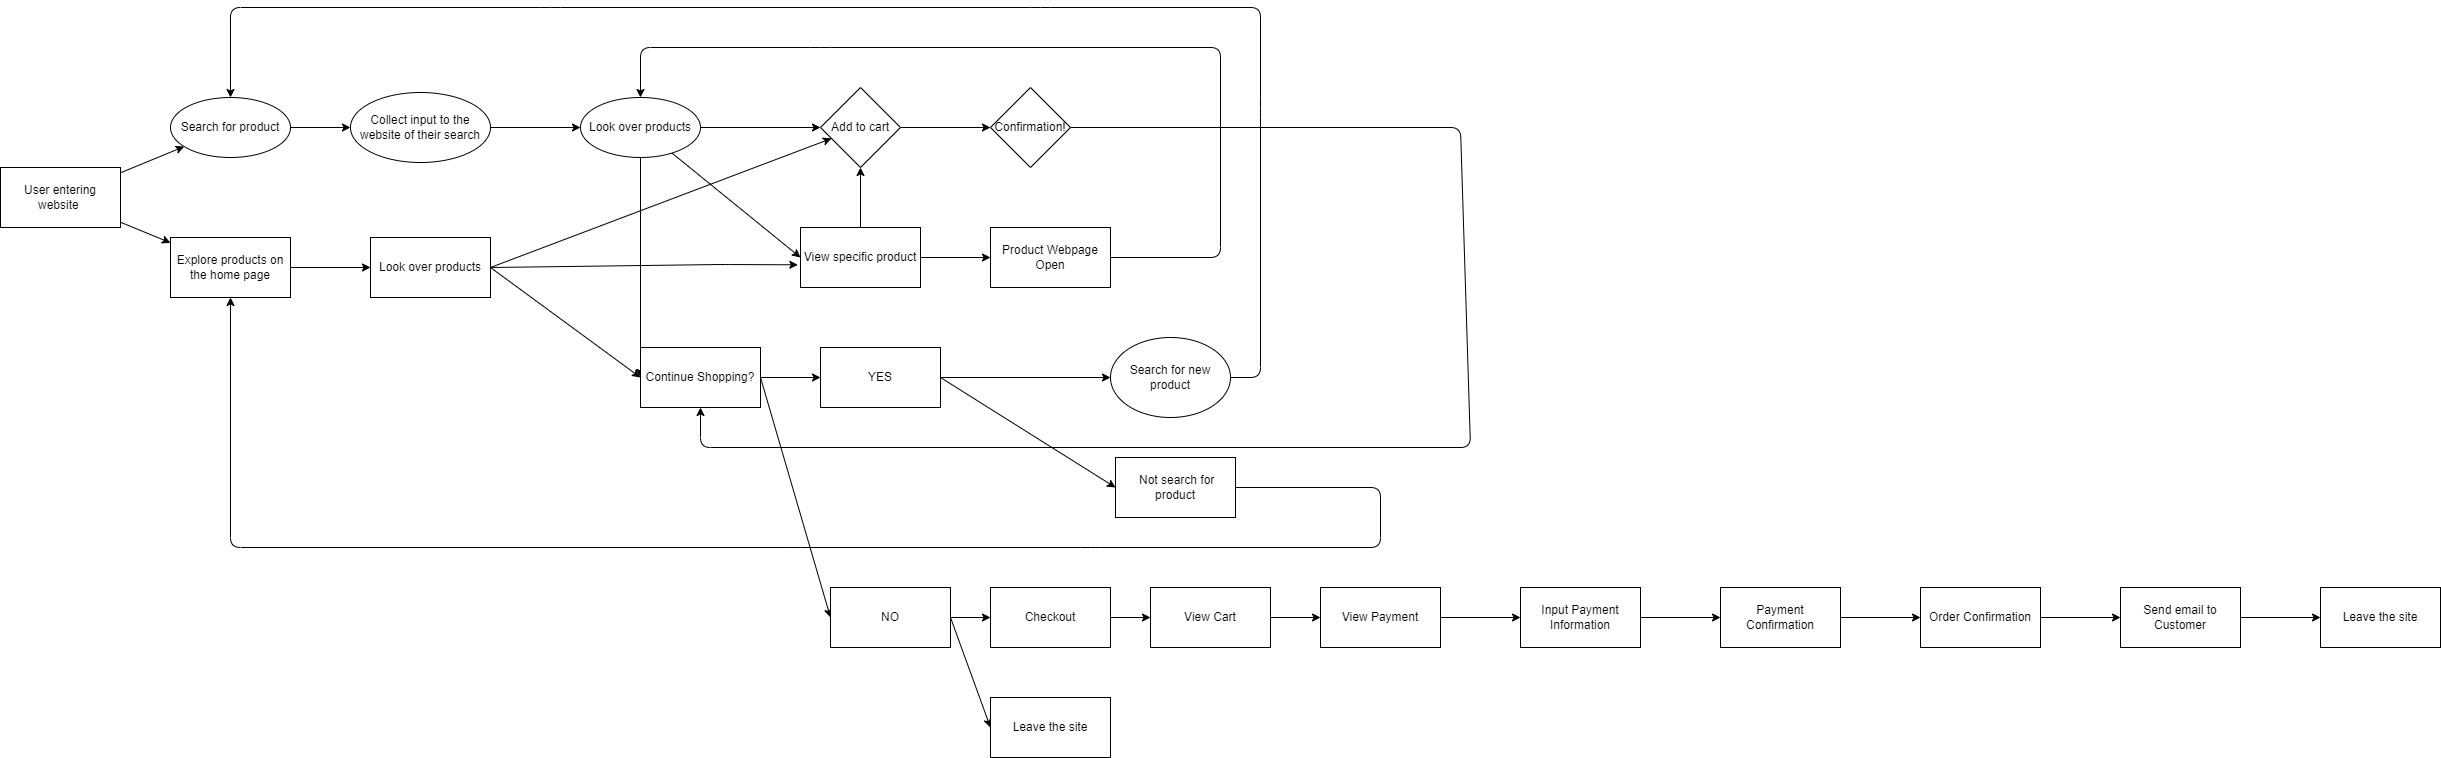 Search for product
Collect input to the
website of their search
Look over products
Add to cart
Confirmation!
User entering
website
Explore products on
the home page
Look over products
View specific product
Product Webpage
Open
Continue Shopping?
YES
Search for new
product
Not search for
product
NO
Checkout
View Cart
View Payment
Input Payment
Information
Payment
Confirmation
Order Confirmation
Send email to
Customer
Leave the site
Leave the site